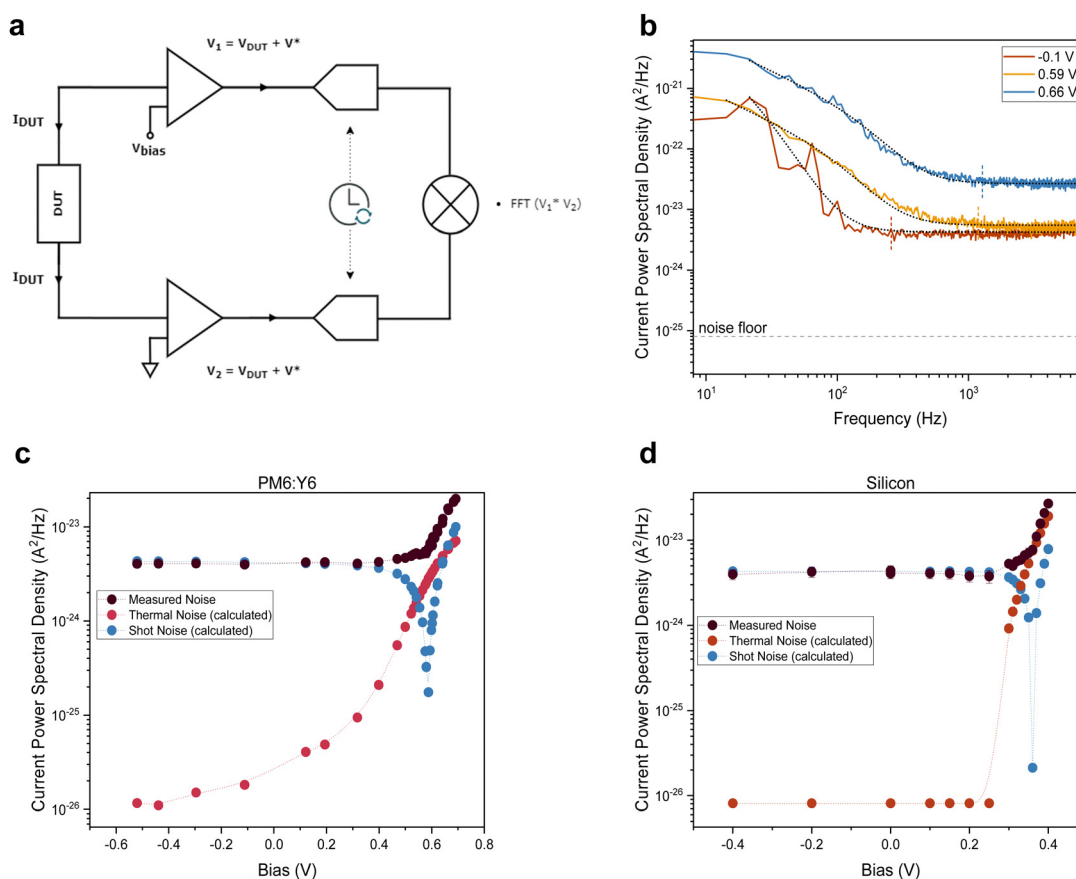 a
V₁ = V_DUT + V*
I_DUT
V_bias
DUT
• FFT (V₁* V₂)
I_DUT
V₂ = V_DUT + V*
b
Current Power Spectral Density (A²/Hz)
10⁻²¹
10⁻²²
10⁻²³
10⁻²⁴
10⁻²⁵
-0.1 V
0.59 V
0.66 V
noise floor
10¹
10²
10³
Frequency (Hz)
c
PM6:Y6
Current Power Spectral Density (A²/Hz)
10⁻²³
10⁻²⁴
10⁻²⁵
10⁻²⁶
Measured Noise
Thermal Noise (calculated)
Shot Noise (calculated)
-0.6 -0.4 -0.2 0.0 0.2 0.4 0.6 0.8
Bias (V)
d
Silicon
Current Power Spectral Density (A²/Hz)
10⁻²³
10⁻²⁴
10⁻²⁵
10⁻²⁶
Measured Noise
Thermal Noise (calculated)
Shot Noise (calculated)
-0.4 -0.2 0.0 0.2 0.4
Bias (V)